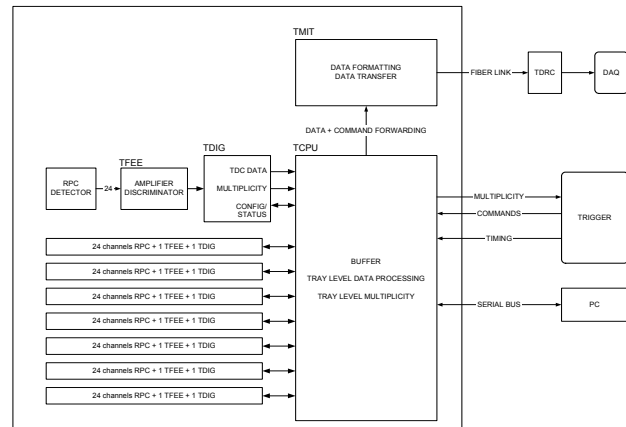 TMIT
DATA FORMATTING
DATA TRANSFER
FIBER LINK
TDRC
DAQ
DATA + COMMAND FORWARDING
TFEE
TDIG
TCPU
RPC
DETECTOR
24
AMPLIFIER
DISCRIMINATOR
TDC DATA
MULTIPLICITY
CONFIG/
STATUS
MULTIPLICITY
COMMANDS
TIMING
TRIGGER
24 channels RPC + 1 TFEE + 1 TDIG
24 channels RPC + 1 TFEE + 1 TDIG
24 channels RPC + 1 TFEE + 1 TDIG
24 channels RPC + 1 TFEE + 1 TDIG
24 channels RPC + 1 TFEE + 1 TDIG
24 channels RPC + 1 TFEE + 1 TDIG
24 channels RPC + 1 TFEE + 1 TDIG
BUFFER
TRAY LEVEL DATA PROCESSING
TRAY LEVEL MULTIPLICITY
SERIAL BUS
PC